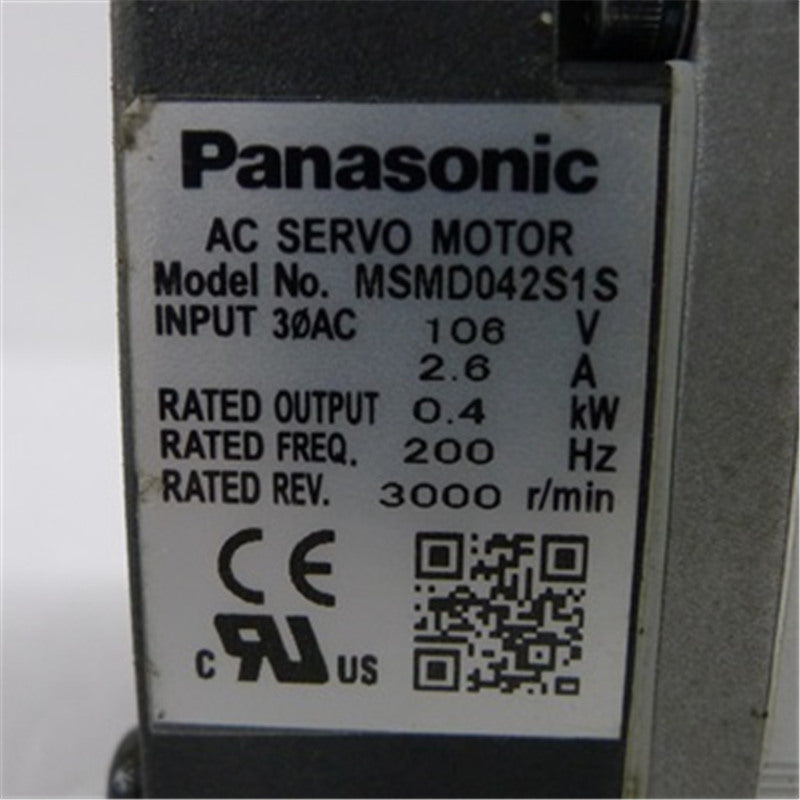 Panasonic
AC SERVO MOTOR
Model No. MSMD042S1S
INPUT 3ØAC 106 V
2.6 A
RATED OUTPUT 0.4 kW
RATED FREQ. 200 Hz
RATED REV. 3000 r/min
CE
C RU US